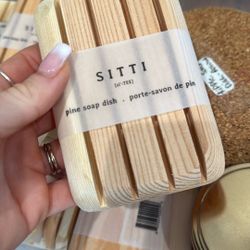 SITTI
[si-TEE]
pine soap dish . porte-savon de pin